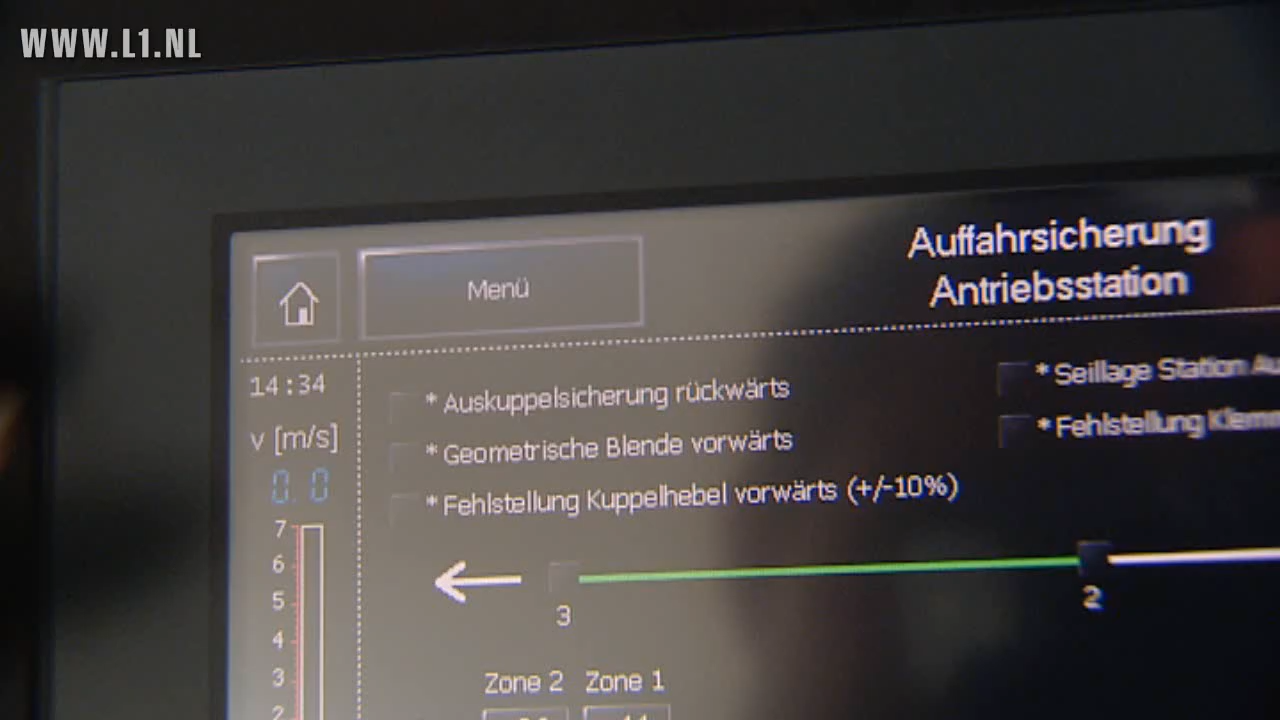 WWW.L1.NL
Auffahrsicherung
Antriebsstation
Menü
14:34
v [m/s]
0.0
* Auskuppelsicherung rückwärts
* Geometrische Blende vorwärts
* Fehlstellung Kuppelhebel vorwärts (+/-10%)
* Seillage Station
* Fehlstellung
7
6
5
4
3
2
3
2
Zone 2 Zone 1